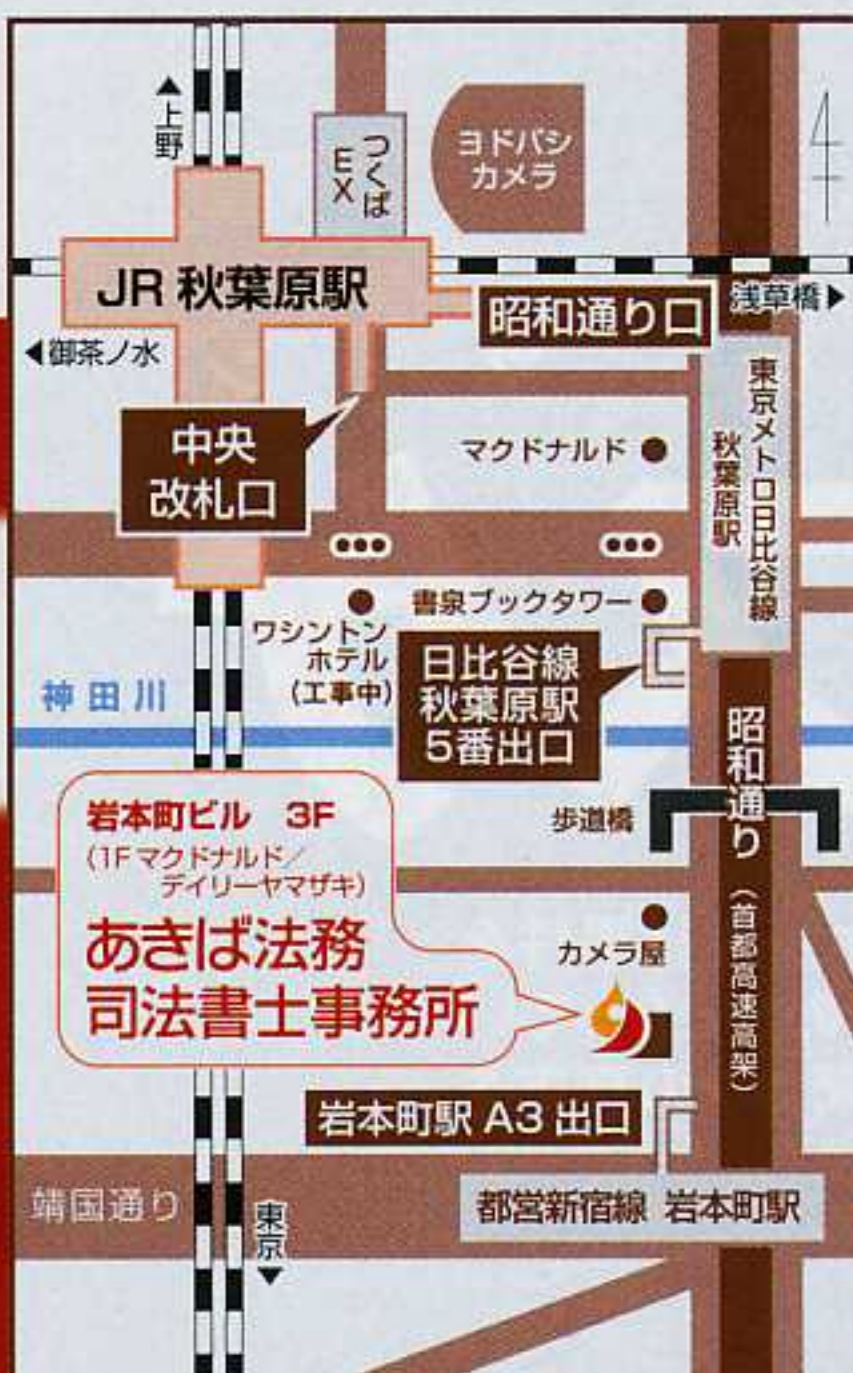 ▲上野
つくば
EX
ヨドバシ
カメラ
JR 秋葉原駅
昭和通り口
浅草橋▶
◀御茶ノ水
中央
改札口
マクドナルド
東京メトロ日比谷線
秋葉原駅
ワシントン
ホテル
(工事中)
書泉ブックタワー
日比谷線
秋葉原駅
5番出口
神田川
昭和通り(首都高速高架)
歩道橋
岩本町ビル 3F
(1Fマクドナルド/
デイリーヤマザキ)
あきば法務
司法書士事務所
カメラ屋
岩本町駅 A3 出口
靖国通り
東京▼
都営新宿線 岩本町駅